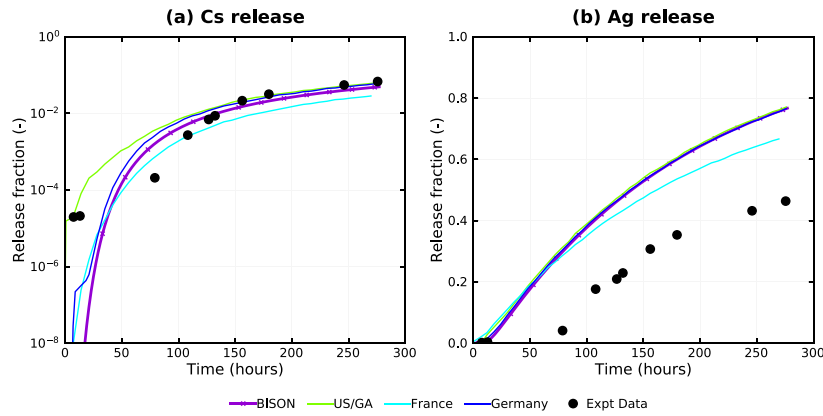 (a) Cs release
(b) Ag release
10^0
10^-2
10^-4
10^-6
10^-8
Release fraction (-)
0 50 100 150 200 250 300
Time (hours)
1.0
0.8
0.6
0.4
0.2
0.0
Release fraction (-)
0 50 100 150 200 250 300
Time (hours)
BISON US/GA France Germany Expt Data